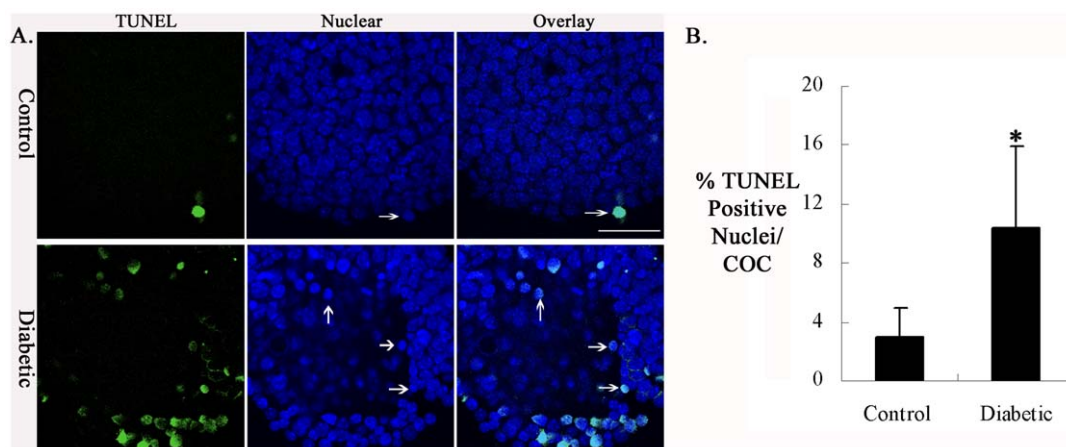 A.
TUNEL
Nuclear
Overlay
Control
Diabetic
B.
% TUNEL
Positive
Nuclei/
COC
20
16
12
8
4
0
*
Control
Diabetic